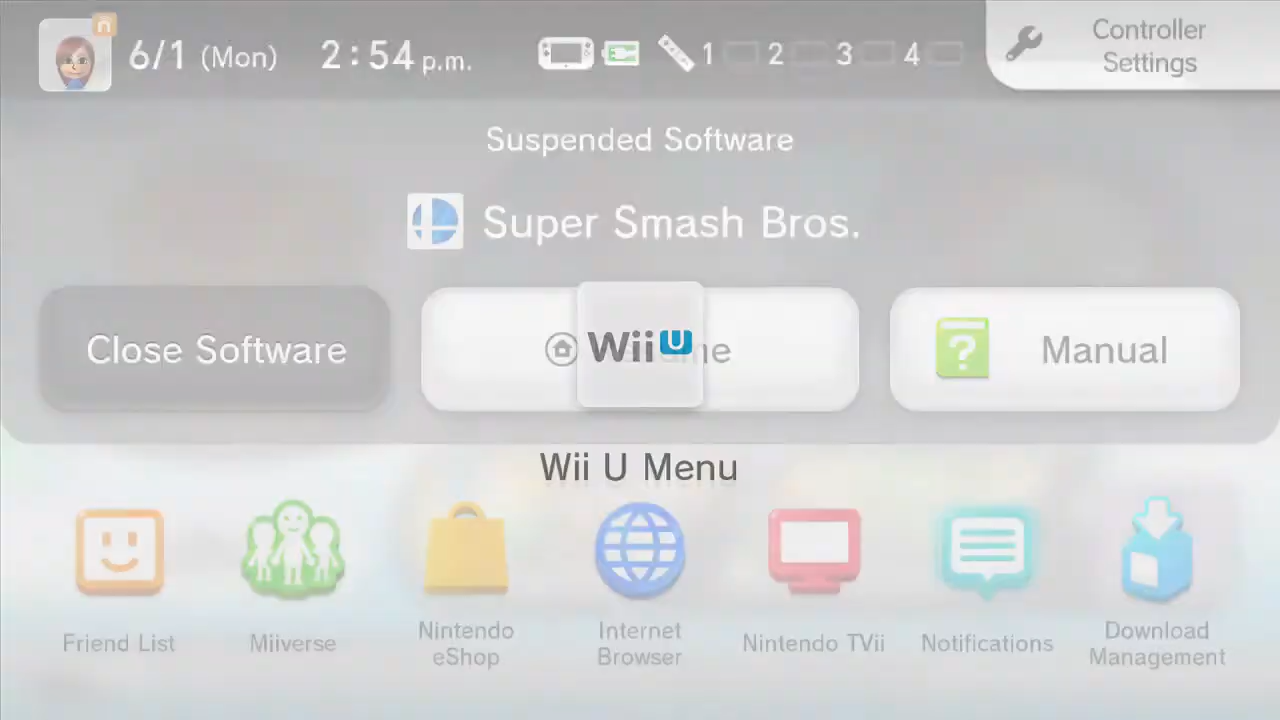 6/1 (Mon) 2:54 p.m.
1 2 3 4
Controller
Settings
Suspended Software
Super Smash Bros.
Close Software
Wii U
Manual
Wii U Menu
Friend List
Miiverse
Nintendo
eShop
Internet
Browser
Nintendo TVii
Notifications
Download
Management